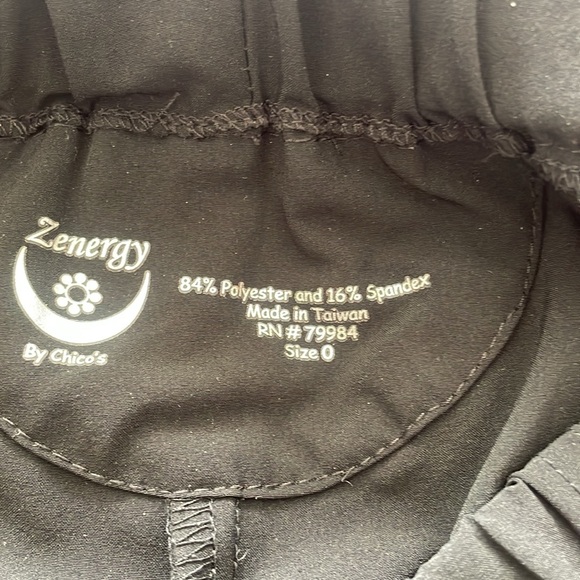 Zenergy
By Chico's
84% Polyester and 16% Spandex
Made in Taiwan
RN # 79984
Size 0